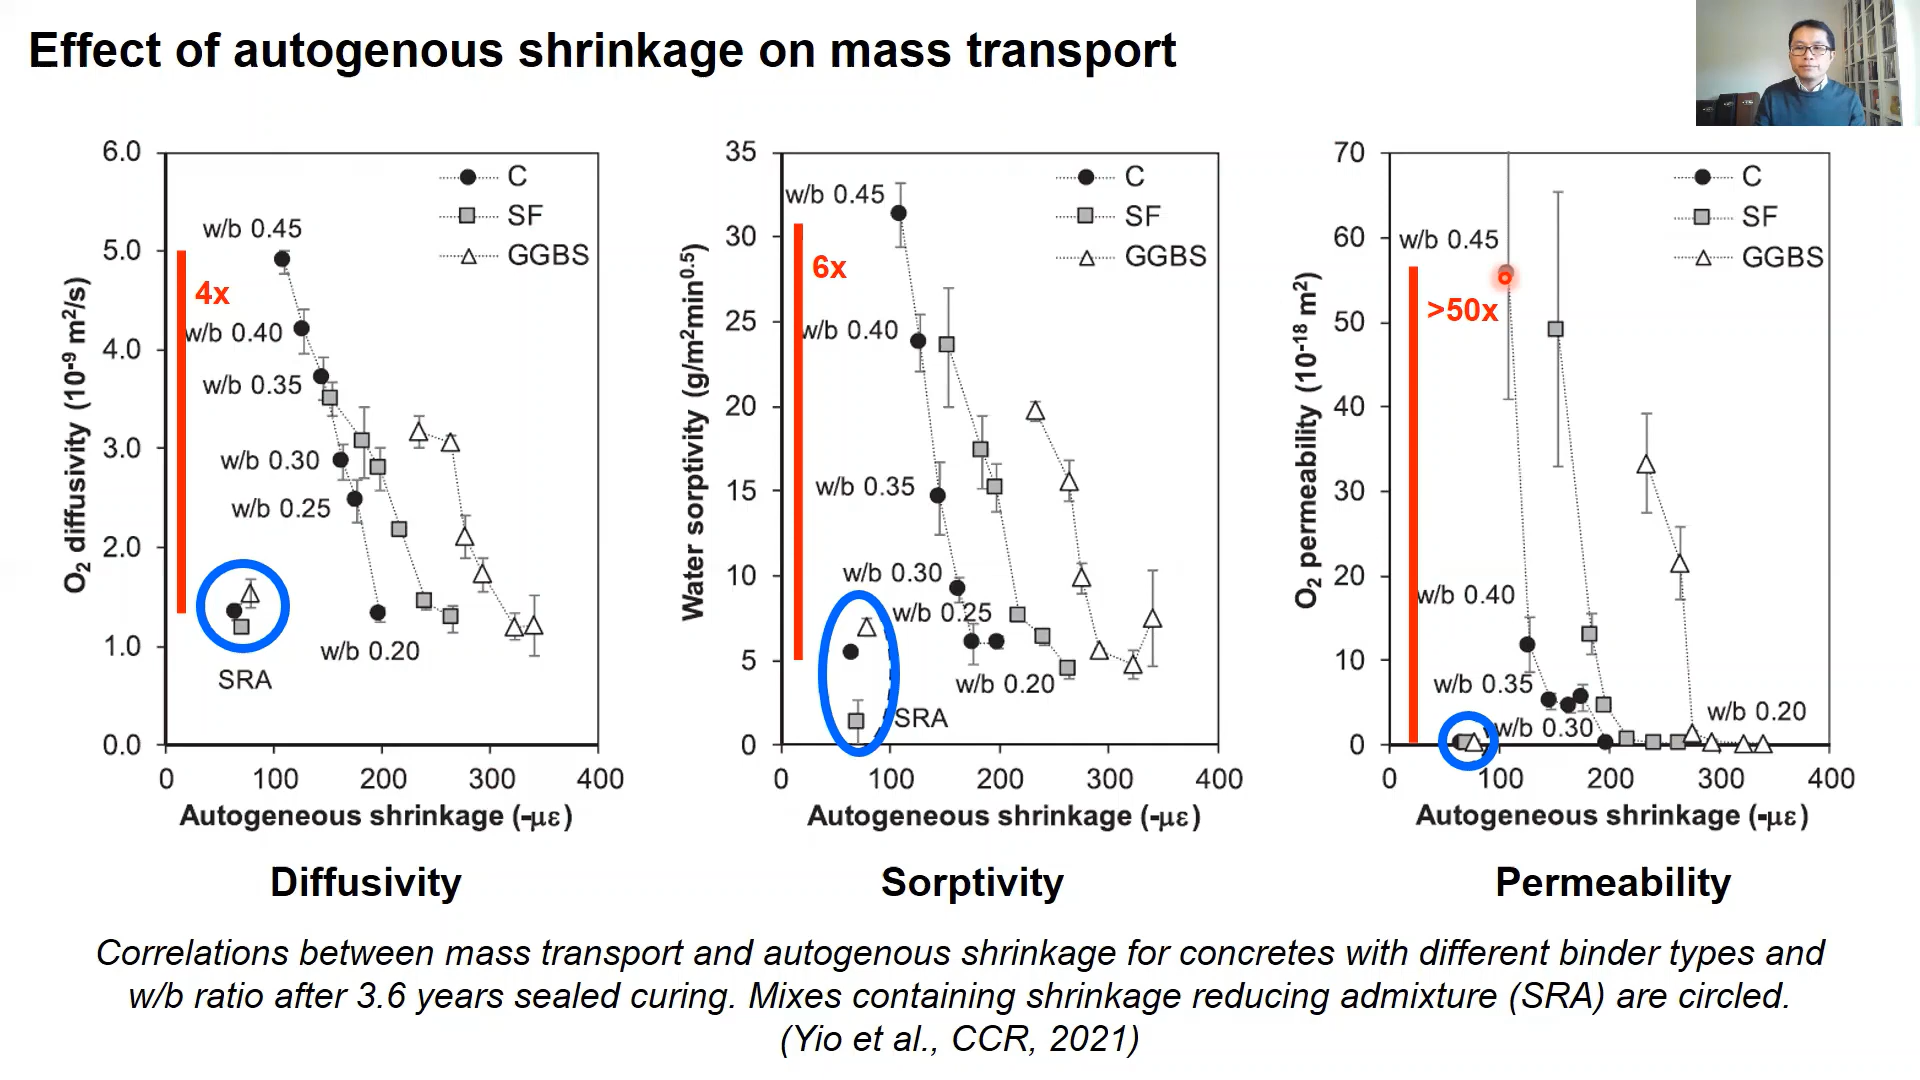 Effect of autogenous shrinkage on mass transport
6.0
5.0
4.0
3.0
2.0
1.0
0.0
O2 diffusivity (10-9 m2/s)
C
SF
GGBS
w/b 0.45
4x
w/b 0.40
w/b 0.35
w/b 0.30
w/b 0.25
w/b 0.20
SRA
0 100 200 300 400
Autogeneous shrinkage (-με)
Diffusivity
35
30
25
20
15
10
5
0
Water sorptivity (g/m2min0.5)
C
SF
GGBS
w/b 0.45
6x
w/b 0.40
w/b 0.35
w/b 0.30
w/b 0.25
w/b 0.20
SRA
0 100 200 300 400
Autogeneous shrinkage (-με)
Sorptivity
70
60
50
40
30
20
10
0
O2 permeability (10-18 m2)
C
SF
GGBS
w/b 0.45
>50x
w/b 0.40
w/b 0.35
w/b 0.30
w/b 0.20
0 100 200 300 400
Autogeneous shrinkage (-με)
Permeability
Correlations between mass transport and autogenous shrinkage for concretes with different binder types and
w/b ratio after 3.6 years sealed curing. Mixes containing shrinkage reducing admixture (SRA) are circled.
(Yio et al., CCR, 2021)